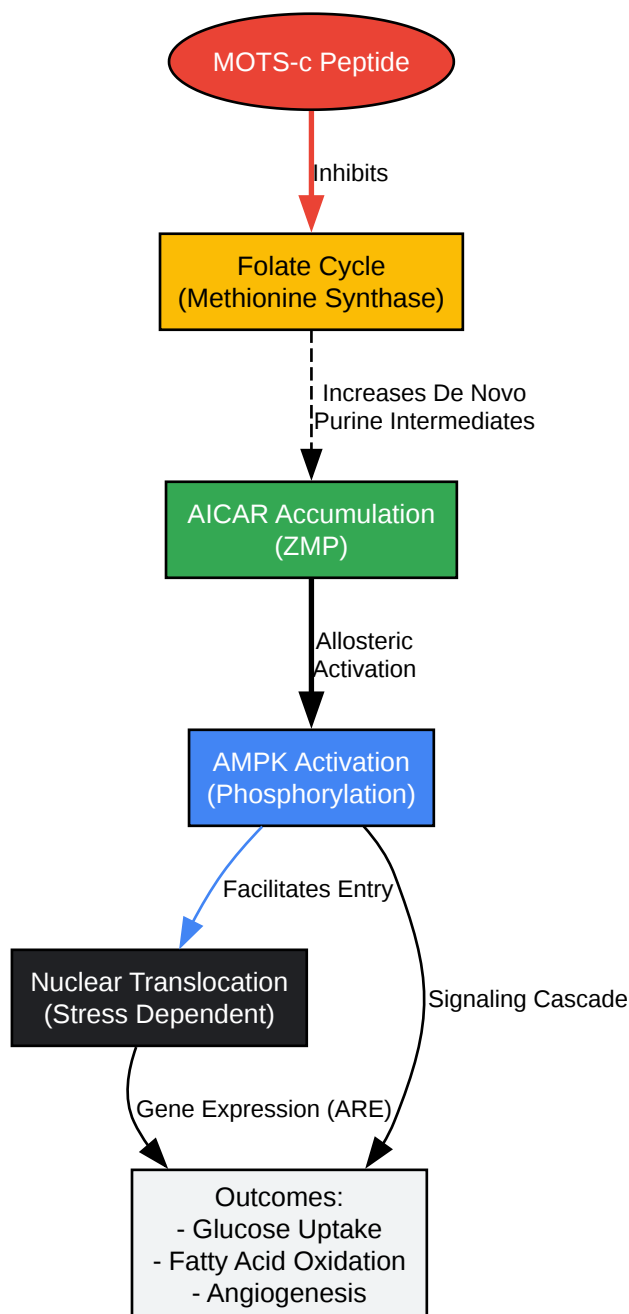 MOTS-c Peptide
Inhibits
Folate Cycle
(Methionine Synthase)
Increases De Novo
Purine Intermediates
AICAR Accumulation
(ZMP)
Allosteric
Activation
AMPK Activation
(Phosphorylation)
Facilitates Entry
Nuclear Translocation
(Stress Dependent)
Signaling Cascade
Gene Expression (ARE)
Outcomes:
- Glucose Uptake
- Fatty Acid Oxidation
- Angiogenesis